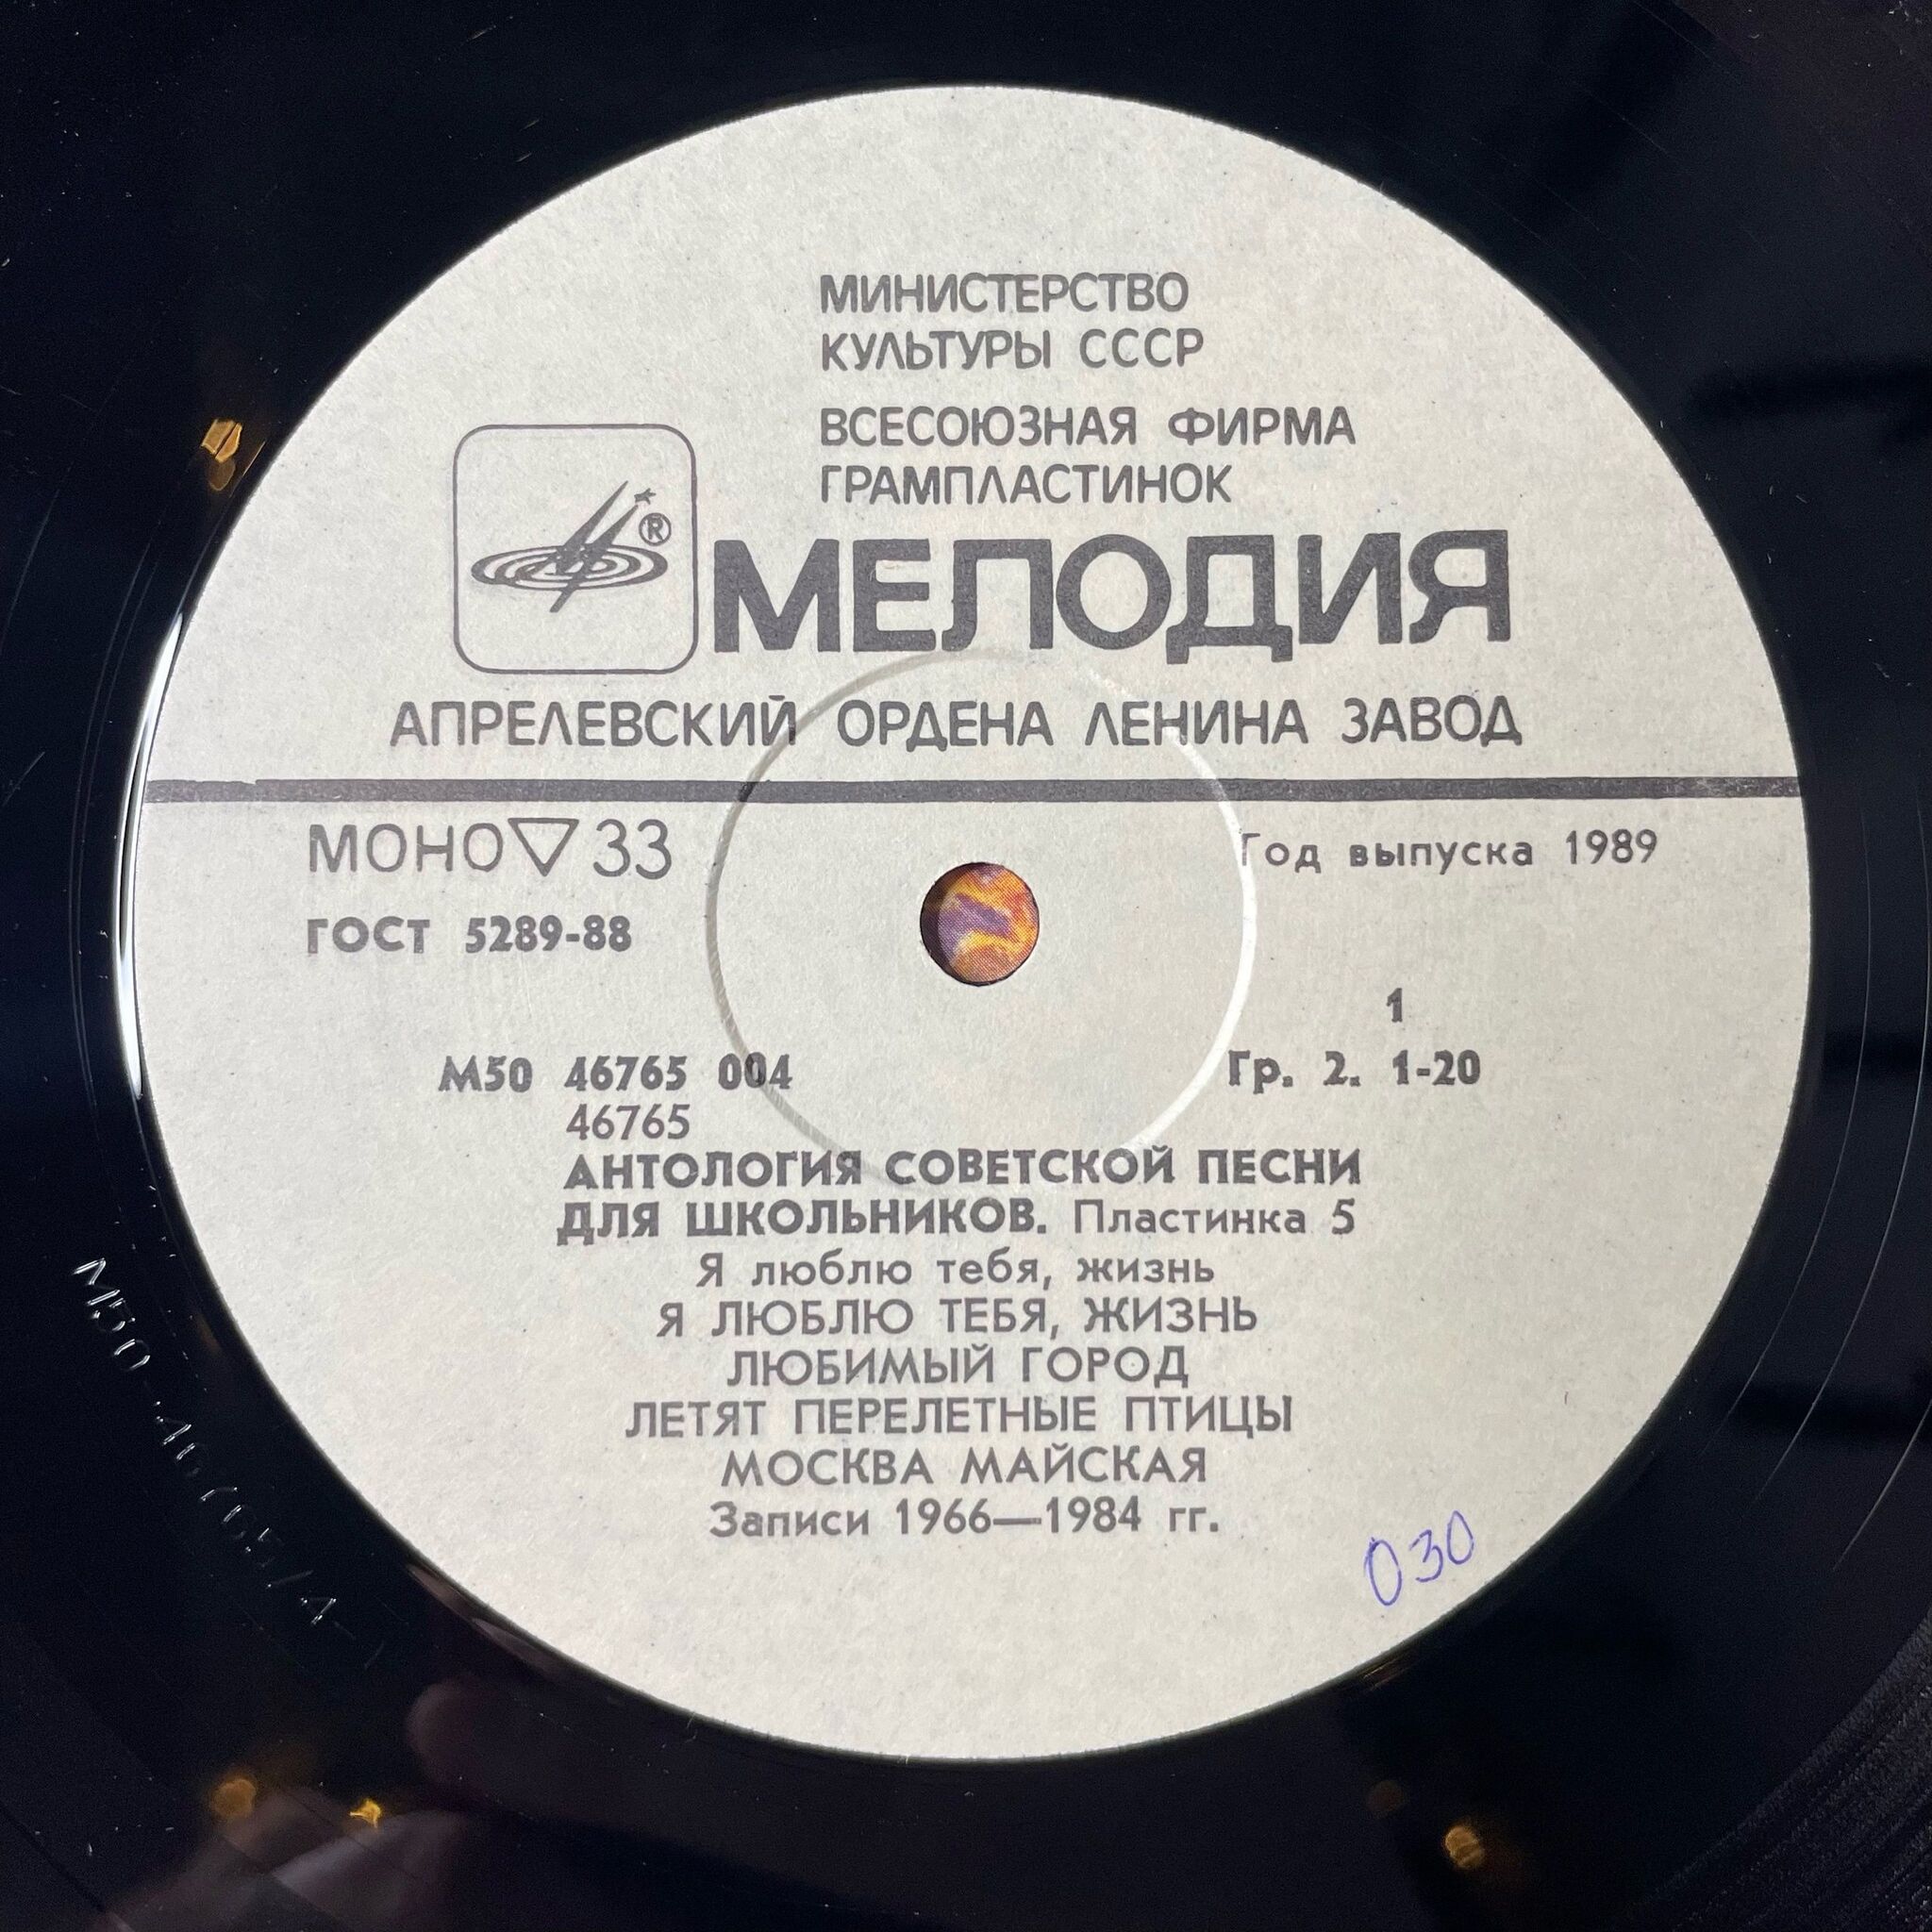 МИНИСТЕРСТВО
КУЛЬТУРЫ СССР
ВСЕСОЮЗНАЯ ФИРМА
ГРАМПЛАСТИНОК
®
МЕЛОДИЯ
АПРЕЛЕВСКИЙ ОРДЕНА ЛЕНИНА ЗАВОД
МОНО▽33
Год выпуска 1989
ГОСТ 5289-88
1
М50 46765 004
Гр. 2. 1-20
46765
АНТОЛОГИЯ СОВЕТСКОЙ ПЕСНИ
ДЛЯ ШКОЛЬНИКОВ. Пластинка 5
Я люблю тебя, жизнь
Я ЛЮБЛЮ ТЕБЯ, ЖИЗНЬ
ЛЮБИМЫЙ ГОРОД
ЛЕТЯТ ПЕРЕЛЕТНЫЕ ПТИЦЫ
МОСКВА МАЙСКАЯ
Записи 1966—1984 гг.
030